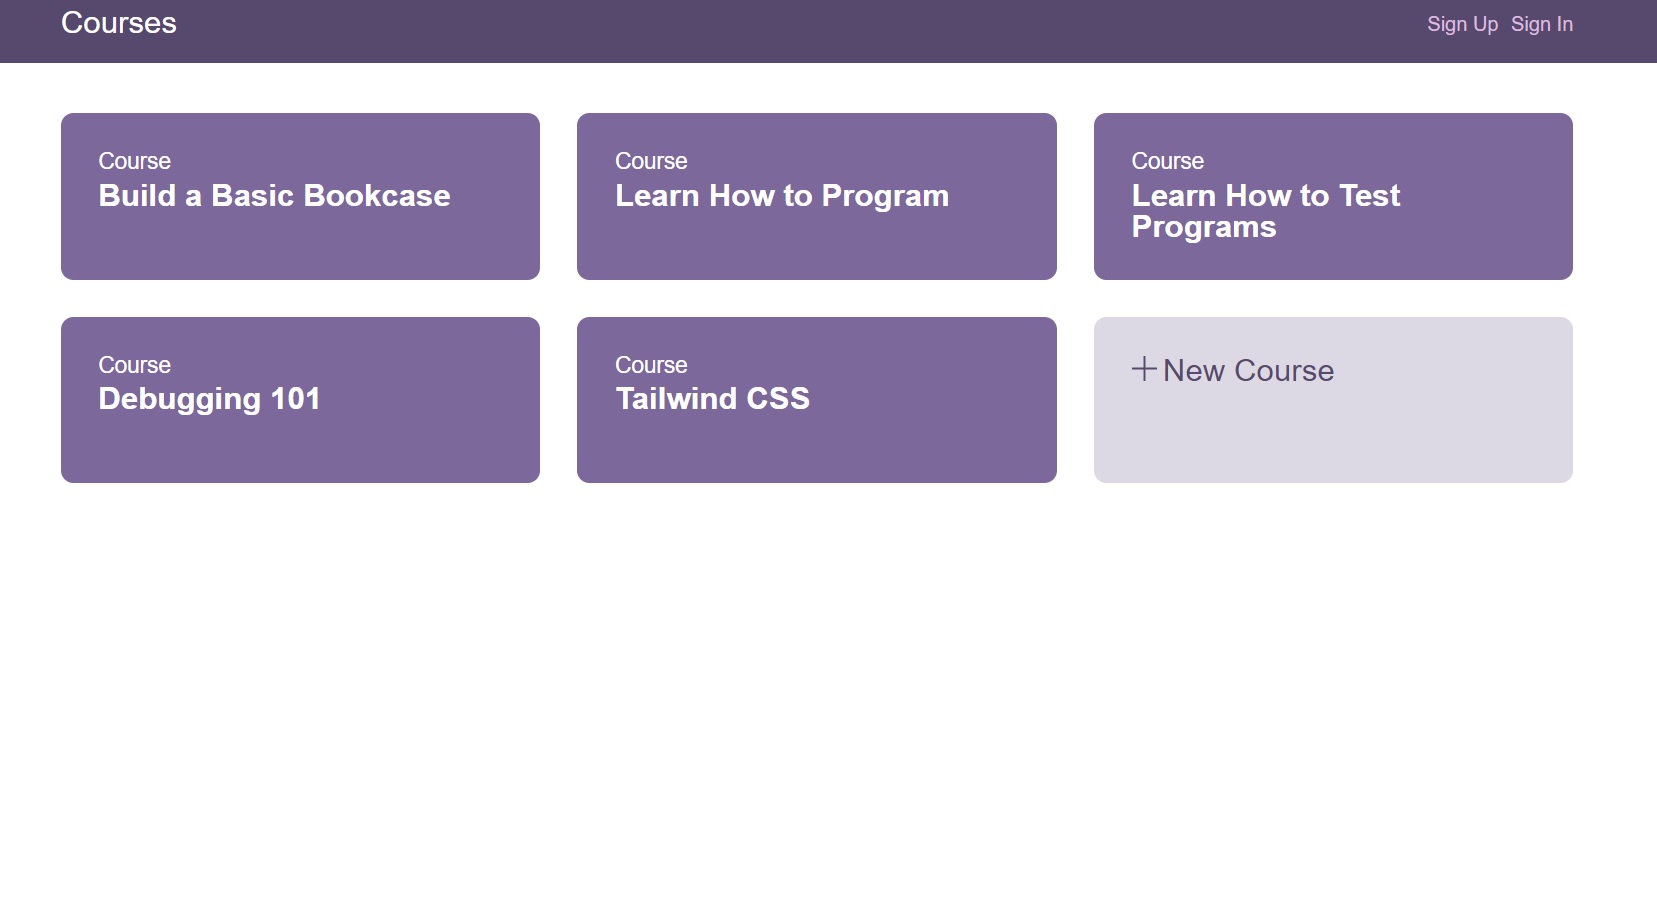 Courses
Sign Up Sign In
Course
Build a Basic Bookcase
Course
Learn How to Program
Course
Learn How to Test
Programs
Course
Debugging 101
Course
Tailwind CSS
New Course